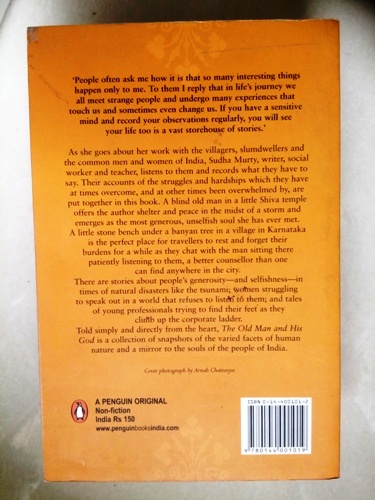 ‘People often ask me how it is that so many interesting things
happen only to me. To them I reply that in life's journey we
all meet strange people and undergo many experiences that
touch us and sometimes even change us. If you have a sensitive
mind and record your observations regularly, you will see
your life too is a vast storehouse of stories.’
As she goes about her work with the villagers, slumdwellers and
the common men and women of India, Sudha Murty, writer, social
worker and teacher, listens to them and records what they have to
say. Their accounts of the struggles and hardships which they have
at times overcome, and at other times been overwhelmed by, are
put together in this book. A blind old man in a little Shiva temple
offers the author shelter and peace in the midst of a storm and
emerges as the most generous, unselfish soul she has ever met.
A little stone bench under a banyan tree in a village in Karnataka
is the perfect place for travellers to rest and forget their
burdens for a while as they chat with the man sitting there
patiently listening to them, a better counsellor than one
can find anywhere in the city.
There are stories about people's generosity—and selfishness—in
times of natural disasters like the tsunami; women struggling
to speak out in a world that refuses to listen to them; and tales
of young professionals trying to find their feet as they
climb up the corporate ladder.
Told simply and directly from the heart, The Old Man and His
God is a collection of snapshots of the varied facets of human
nature and a mirror to the souls of the people of India.
Cover photograph by Arnab Chatterjee
A PENGUIN ORIGINAL
Non-fiction
India Rs 150
www.penguinbooksindia.com
ISBN 0-14-400101-2
9 780144 001019